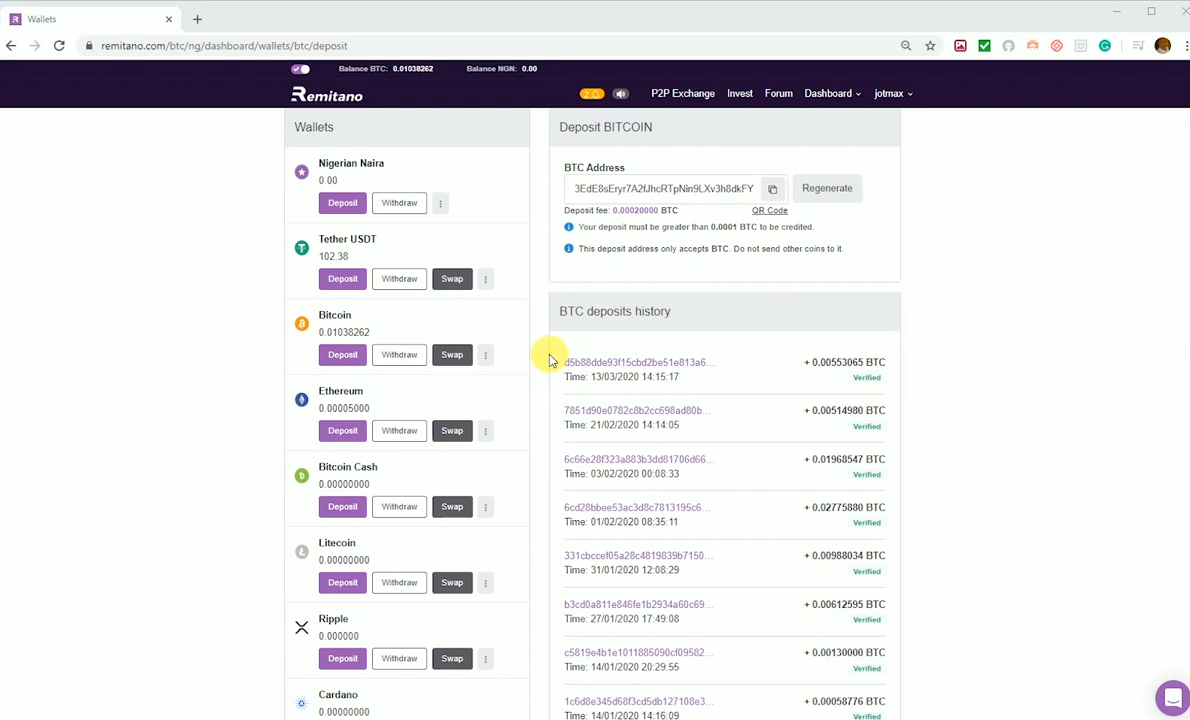 Wallets
remitano.com/btc/ng/dashboard/wallets/btc/deposit
Balance BTC: 0.01038262 Balance NGN: 0.00
Remitano
2
P2P Exchange Invest Forum Dashboard jotmax
Wallets
Nigerian Naira
0.00
Deposit Withdraw
Tether USDT
102.38
Deposit Withdraw Swap
Bitcoin
0.01038262
Deposit Withdraw Swap
Ethereum
0.00005000
Deposit Withdraw Swap
Bitcoin Cash
0.00000000
Deposit Withdraw Swap
Litecoin
0.00000000
Deposit Withdraw Swap
Ripple
0.000000
Deposit Withdraw Swap
Cardano
0.00000000
Deposit BITCOIN
BTC Address
3EdE8sEryr7A2fJhcRTpNin9LXv3h8dkFY Regenerate
Deposit fee: 0.00020000 BTC QR Code
Your deposit must be greater than 0.0001 BTC to be credited.
This deposit address only accepts BTC. Do not send other coins to it.
BTC deposits history
d5b88dde93f15cbd2be51e813a6... + 0.00553065 BTC
Time: 13/03/2020 14:15:17 Verified
7851d90e0782c8b2cc698ad80b... + 0.00514980 BTC
Time: 21/02/2020 14:14:05 Verified
6c66e28f323a883b3dd81706d66... + 0.01968547 BTC
Time: 03/02/2020 00:08:33 Verified
6cd28bbee53ac3d8c7813195c6... + 0.02775880 BTC
Time: 01/02/2020 08:35:11 Verified
331cbccef05a28c4819839b7150... + 0.00988034 BTC
Time: 31/01/2020 12:08:29 Verified
b3cd0a811e846fe1b2934a60c69... + 0.00612595 BTC
Time: 27/01/2020 17:49:08 Verified
c5819e4b1e1011885090cf09582... + 0.00130000 BTC
Time: 14/01/2020 20:29:55 Verified
1c6d8e345d68f3cd5db127108e3... + 0.00058776 BTC
Time: 14/01/2020 14:16:09 Verified